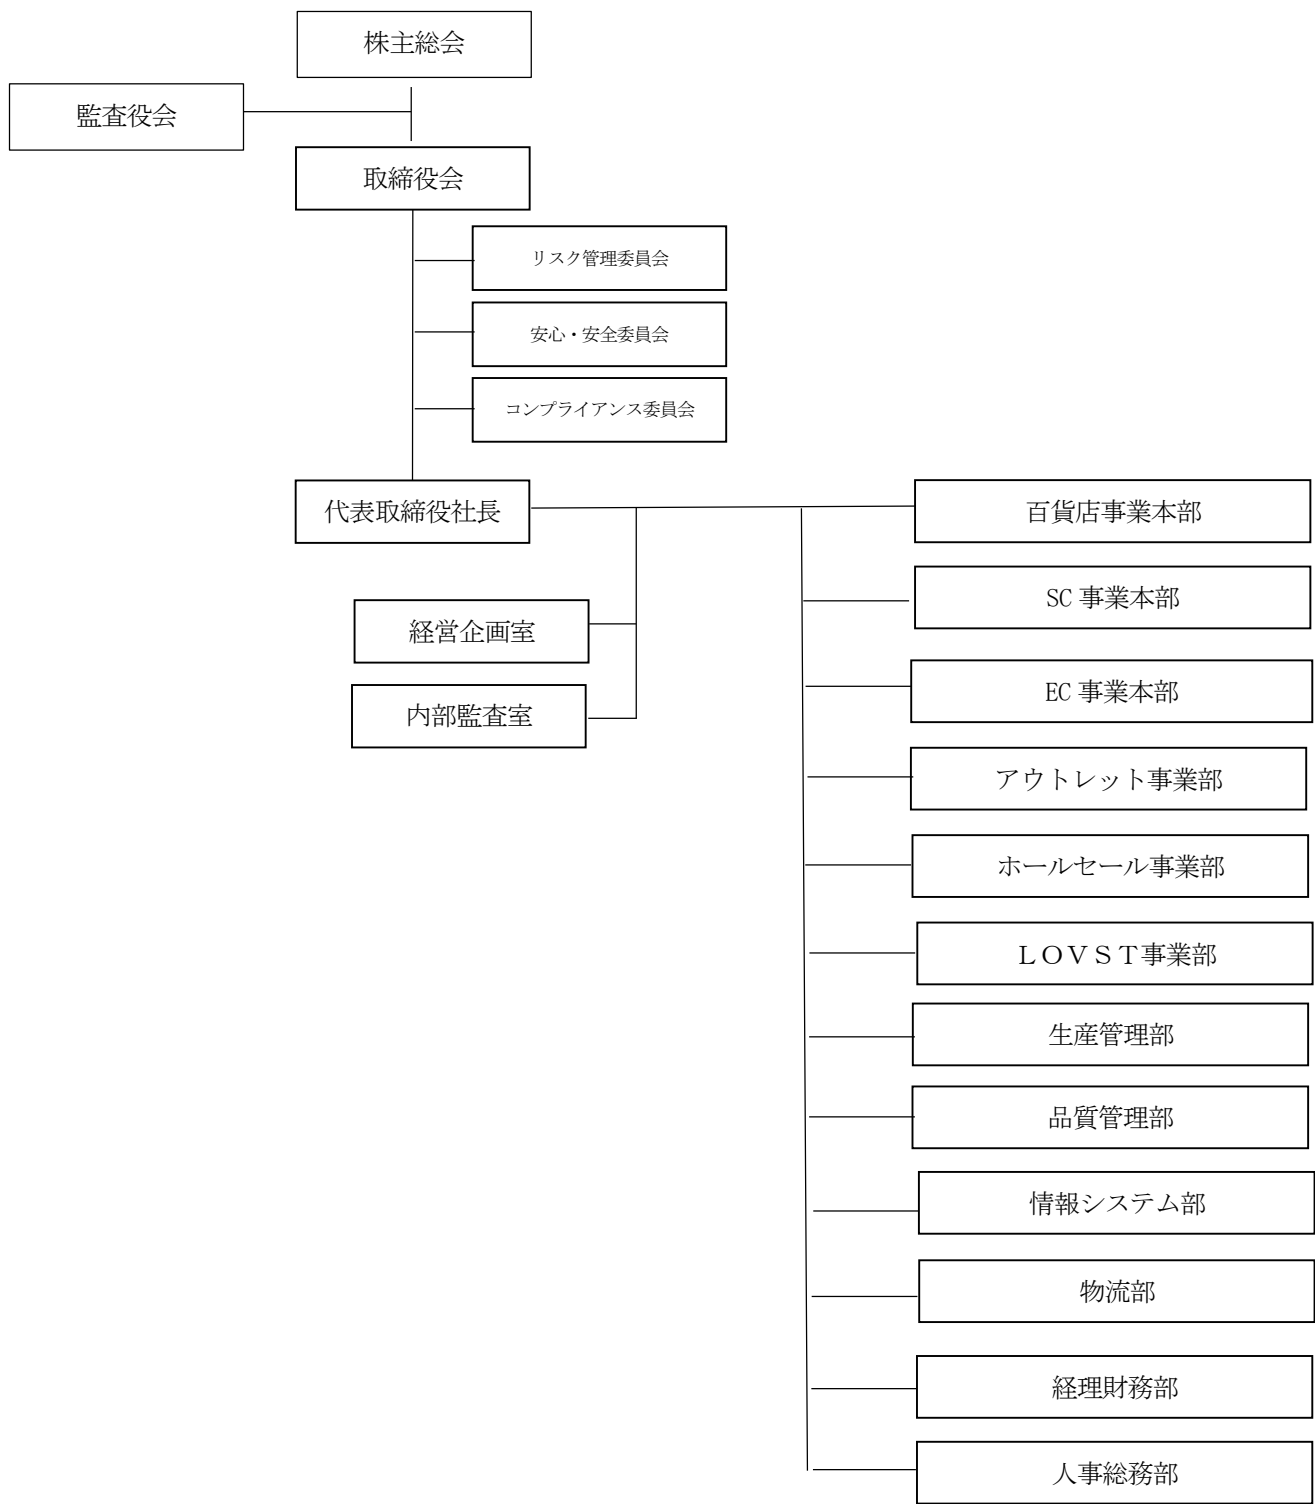 株主総会
監査役会
取締役会
リスク管理委員会
安心・安全委員会
コンプライアンス委員会
代表取締役社長
百貨店事業本部
SC 事業本部
経営企画室
EC 事業本部
内部監査室
アウトレット事業部
ホールセール事業部
ＬＯＶＳＴ事業部
生産管理部
品質管理部
情報システム部
物流部
経理財務部
人事総務部